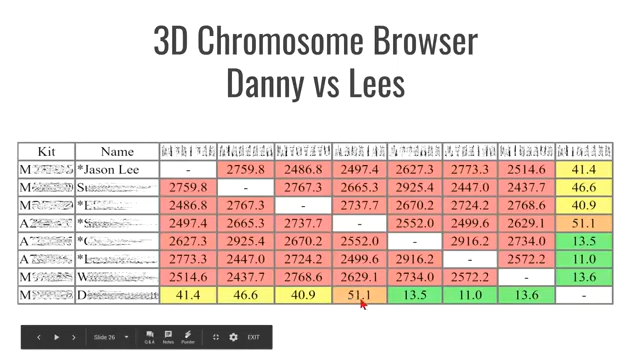 3D Chromosome Browser
Danny vs Lees
Kit Name
M *Jason Lee - 2759.8 2486.8 2497.4 2627.3 2773.3 2514.6 41.4
M S 2759.8 - 2767.3 2665.3 2925.4 2447.0 2437.7 46.6
M *E 2486.8 2767.3 - 2737.7 2670.2 2724.2 2768.6 40.9
A *S 2497.4 2665.3 2737.7 - 2552.0 2499.6 2629.1 51.1
A *C 2627.3 2925.4 2670.2 2552.0 - 2916.2 2734.0 13.5
A *L 2773.3 2447.0 2724.2 2499.6 2916.2 - 2572.2 11.0
M W 2514.6 2437.7 2768.6 2629.1 2734.0 2572.2 - 13.6
M D 41.4 46.6 40.9 51.1 13.5 11.0 13.6 -
Slide 26 Q&A Notes Pointer EXIT